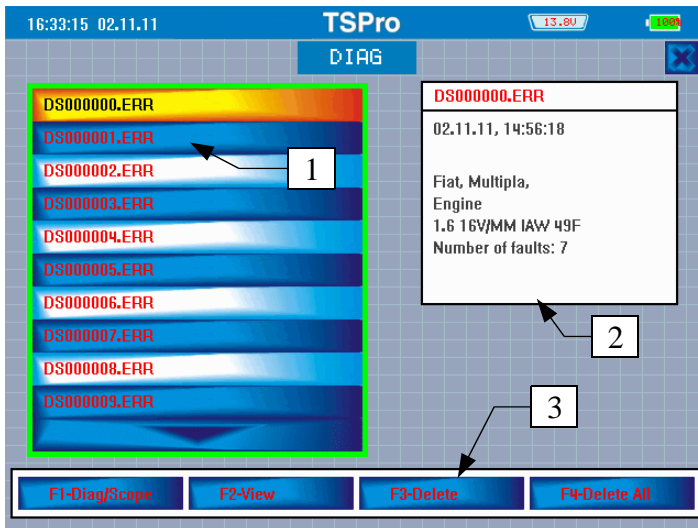 16:33:15 02.11.11 TSPro 13.8V 100%
DIAG
DS000000.ERR
DS000001.ERR
DS000002.ERR
DS000003.ERR
DS000004.ERR
DS000005.ERR
DS000006.ERR
DS000007.ERR
DS000008.ERR
DS000009.ERR
1
DS000000.ERR
02.11.11, 14:56:18
Fiat, Multipla,
Engine
1.6 16V/MM IAW 49F
Number of faults: 7
2
3
F1-Diag/Scope F2-View F3-Delete F4-Delete All